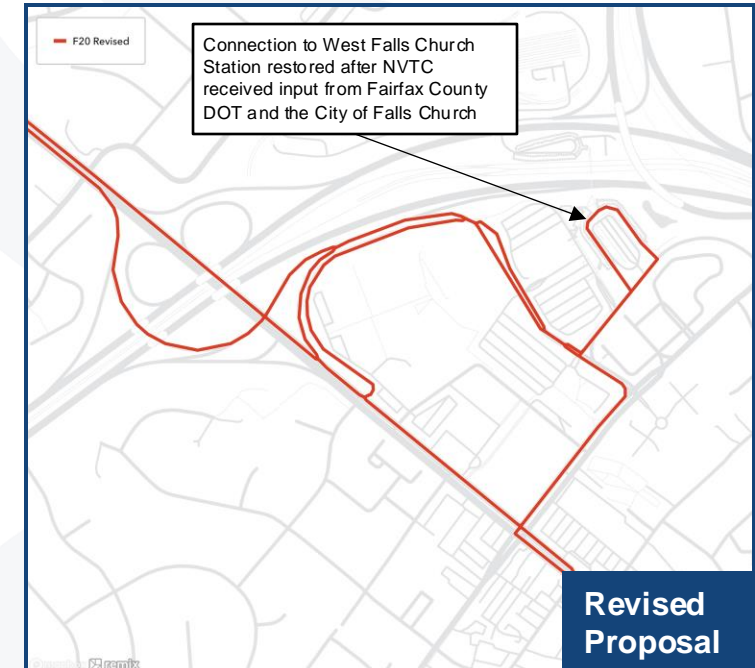 F20 Revised
Connection to West Falls Church
Station restored after NVTC
received input from Fairfax County
DOT and the City of Falls Church
Revised
Proposal
remix